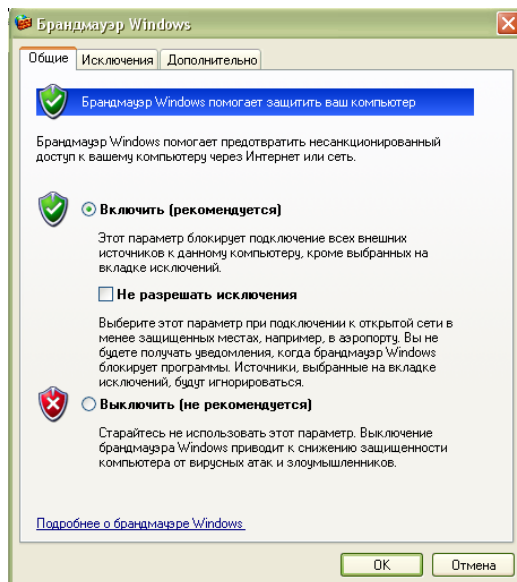 Брандмауэр Windows
Общие Исключения Дополнительно
Брандмауэр Windows помогает защитить ваш компьютер
Брандмауэр Windows помогает предотвратить несанкционированный
доступ к вашему компьютеру через Интернет или сеть.
Включить (рекомендуется)
Этот параметр блокирует подключение всех внешних
источников к данному компьютеру, кроме выбранных на
вкладке исключений.
Не разрешать исключения
Выберите этот параметр при подключении к открытой сети в
менее защищенных местах, например, в аэропорту. Вы не
будете получать уведомления, когда брандмауэр Windows
блокирует программы. Источники, выбранные на вкладке
исключений, будут игнорироваться.
Выключить (не рекомендуется)
Старайтесь не использовать этот параметр. Выключение
брандмауэра Windows приводит к снижению защищенности
компьютера от вирусных атак и злоумышленников.
Подробнее о брандмауэре Windows
OK Отмена